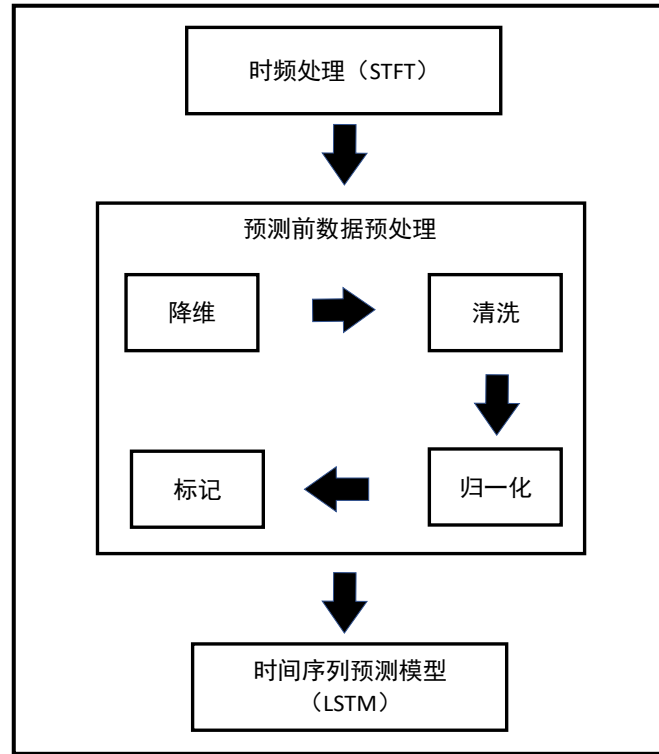 时频处理（STFT）
预测前数据预处理
降维
清洗
标记
归一化
时间序列预测模型
（LSTM）